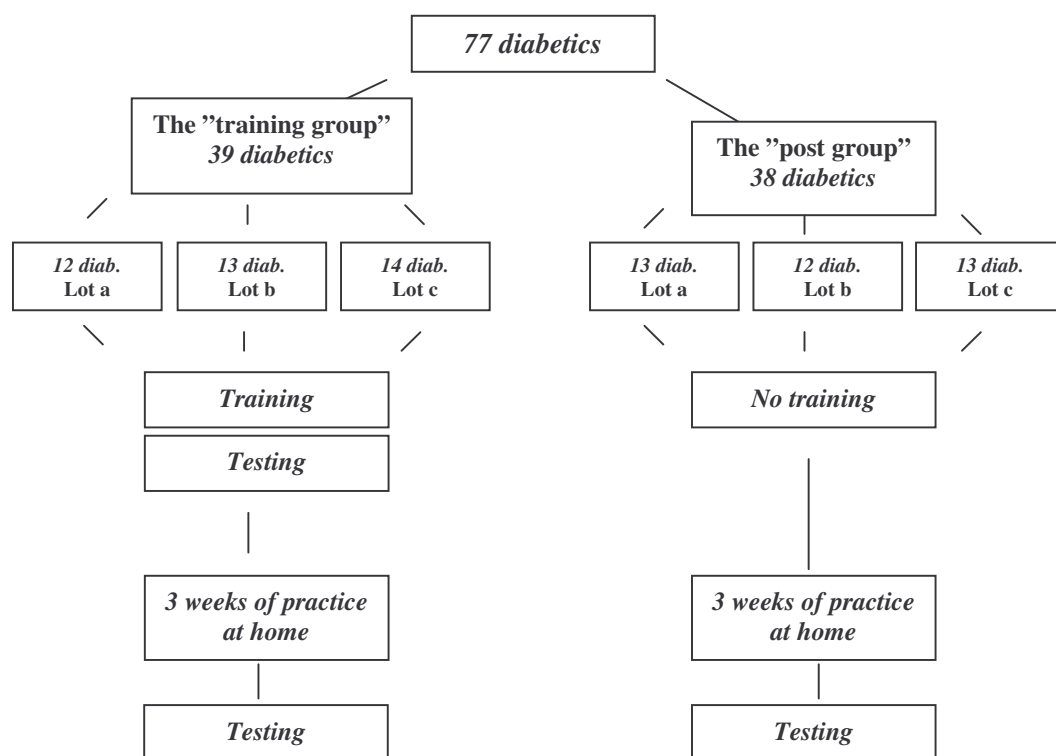 77 diabetics
The ”training group”
39 diabetics
The ”post group”
38 diabetics
12 diab.
Lot a
13 diab.
Lot b
14 diab.
Lot c
13 diab.
Lot a
12 diab.
Lot b
13 diab.
Lot c
Training
No training
Testing
3 weeks of practice
at home
3 weeks of practice
at home
Testing
Testing